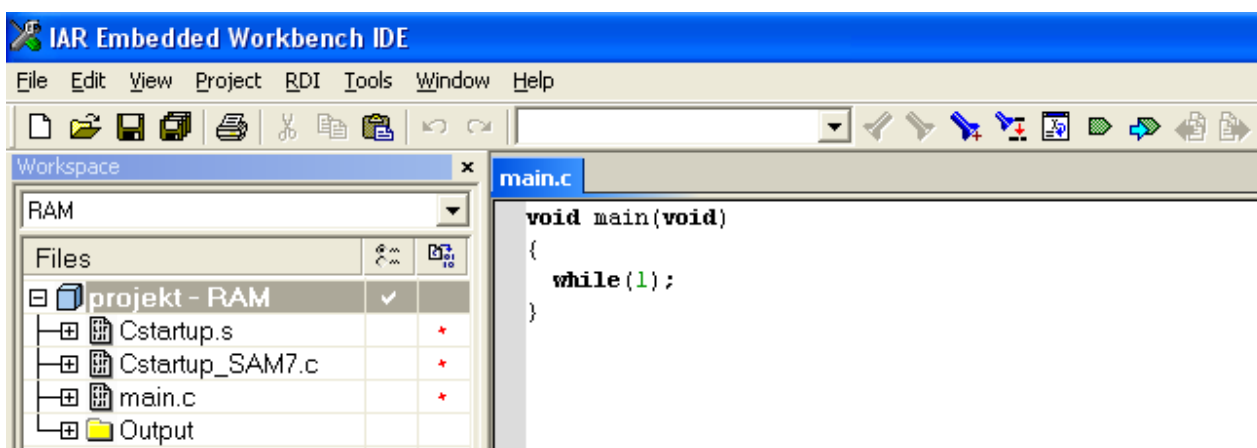 IAR Embedded Workbench IDE
File Edit View Project RDI Tools Window Help
Workspace
RAM
Files
projekt - RAM
Cstartup.s
Cstartup_SAM7.c
main.c
Output
main.c
void main(void)
{
while(1);
}